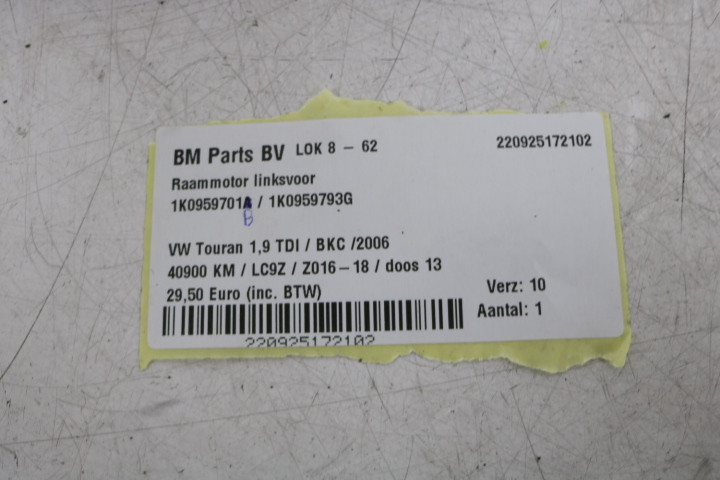 BM Parts BV LOK 8 - 62 220925172102
Raammotor linksvoor
1K0959701A / 1K0959793G
B
VW Touran 1,9 TDI / BKC /2006
40900 KM / LC9Z / Z016-18 / doos 13
29,50 Euro (inc. BTW) Verz: 10
Aantal: 1
220925172102